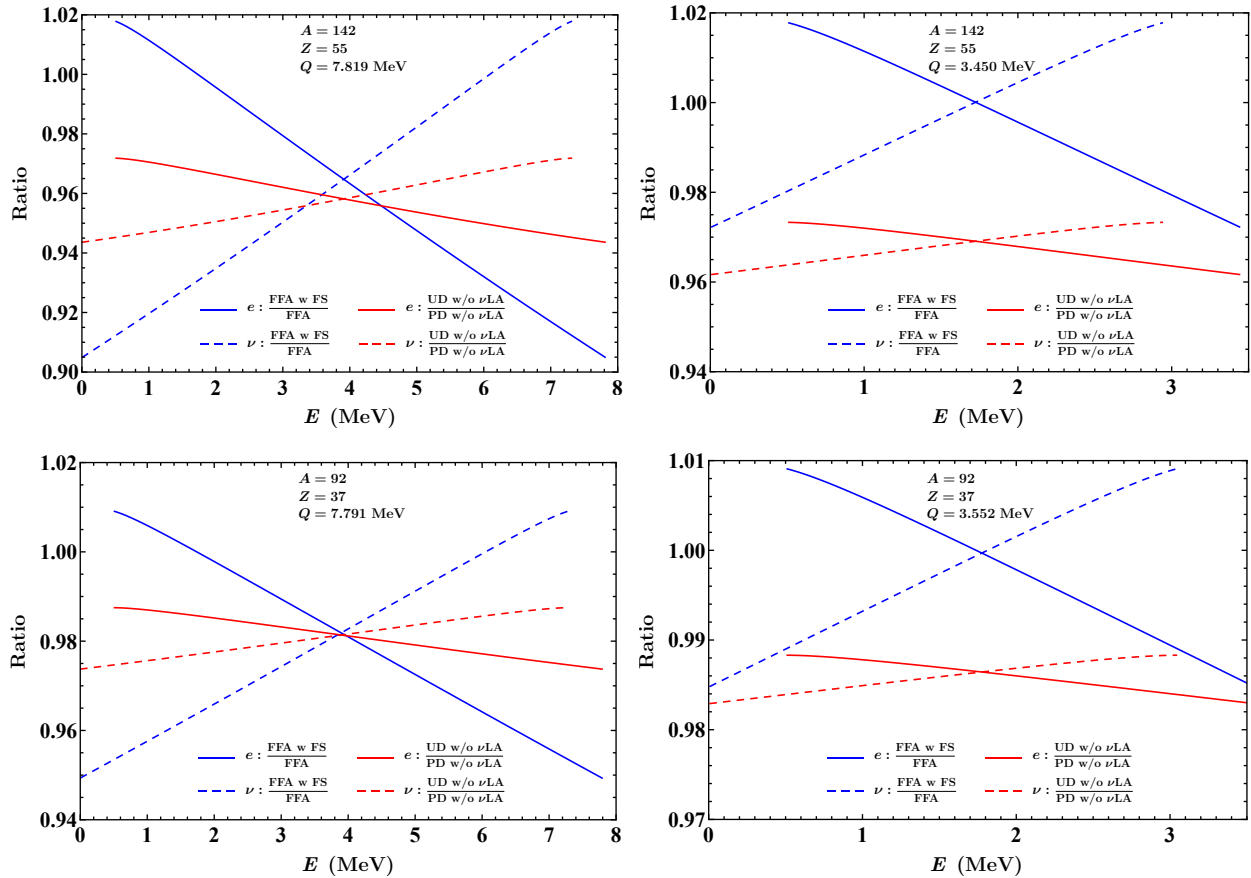 1.02
1.00
0.98
0.96
0.94
0.92
0.90
Ratio
A = 142
Z = 55
Q = 7.819 MeV
e : FFA w FS / FFA
e : UD w/o νLA / PD w/o νLA
ν : FFA w FS / FFA
ν : UD w/o νLA / PD w/o νLA
0 1 2 3 4 5 6 7 8
E (MeV)
1.02
1.00
0.98
0.96
0.94
Ratio
A = 142
Z = 55
Q = 3.450 MeV
e : FFA w FS / FFA
e : UD w/o νLA / PD w/o νLA
ν : FFA w FS / FFA
ν : UD w/o νLA / PD w/o νLA
0 1 2 3
E (MeV)
1.02
1.00
0.98
0.96
0.94
Ratio
A = 92
Z = 37
Q = 7.791 MeV
e : FFA w FS / FFA
e : UD w/o νLA / PD w/o νLA
ν : FFA w FS / FFA
ν : UD w/o νLA / PD w/o νLA
0 1 2 3 4 5 6 7 8
E (MeV)
1.01
1.00
0.99
0.98
0.97
Ratio
A = 92
Z = 37
Q = 3.552 MeV
e : FFA w FS / FFA
e : UD w/o νLA / PD w/o νLA
ν : FFA w FS / FFA
ν : UD w/o νLA / PD w/o νLA
0 1 2 3
E (MeV)